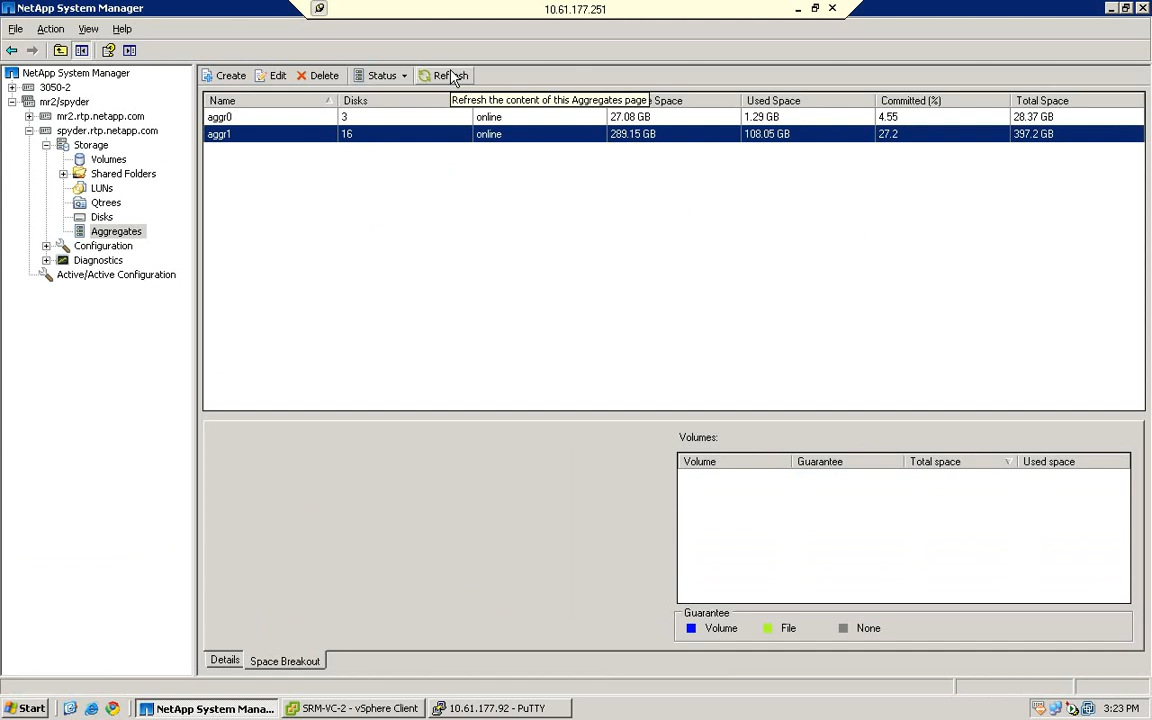 NetApp System Manager
10.61.177.251
File Action View Help
NetApp System Manager
3050-2
mr2/spyder
mr2.rtp.netapp.com
spyder.rtp.netapp.com
Storage
Volumes
Shared Folders
LUNs
Qtrees
Disks
Aggregates
Configuration
Diagnostics
Active/Active Configuration
Create Edit Delete Status Refresh
Name Disks Space Used Space Committed (%) Total Space
Refresh the content of this Aggregates page
aggr0 3 online 27.08 GB 1.29 GB 4.55 28.37 GB
aggr1 16 online 289.15 GB 108.05 GB 27.2 397.2 GB
Volumes:
Volume Guarantee Total space Used space
Guarantee
Volume File None
Details Space Breakout
Start NetApp System Mana... SRM-VC-2 - vSphere Client 10.61.177.92 - PuTTY 3:23 PM